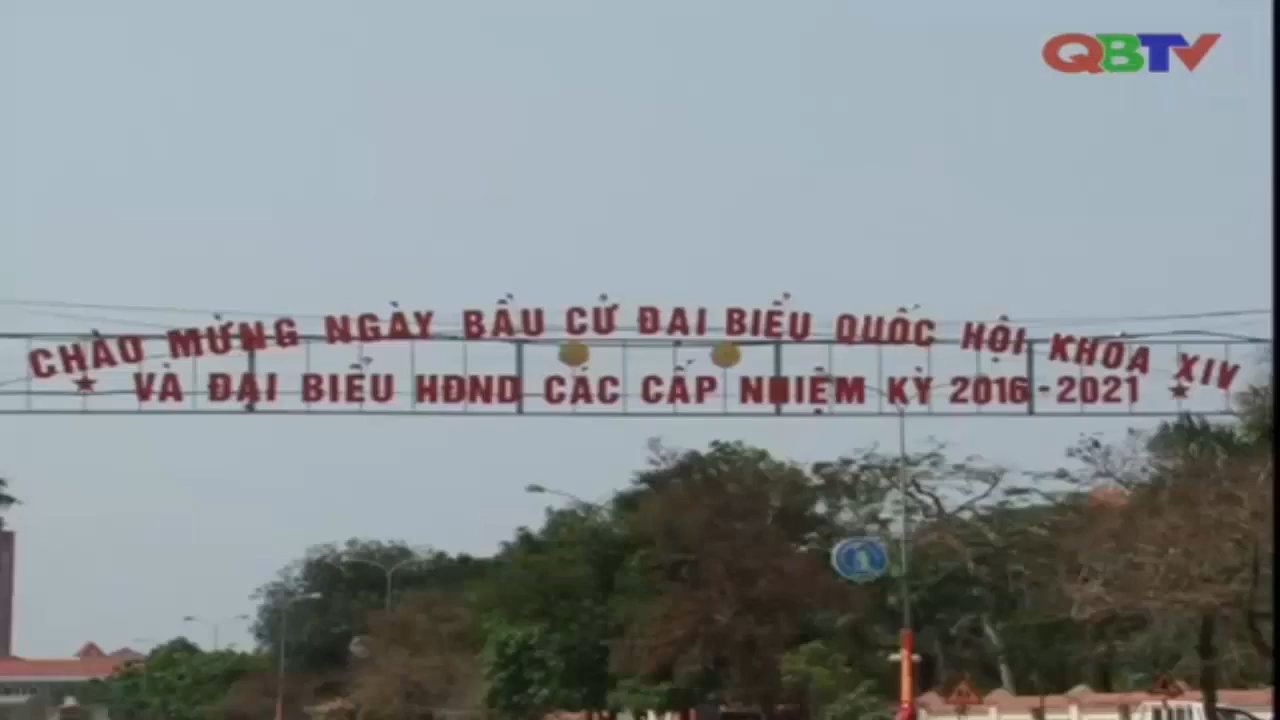 QBTV
CHÀO MỪNG NGÀY BẦU CỬ ĐẠI BIỂU QUỐC HỘI KHÓA XIV
VÀ ĐẠI BIỂU HĐND CÁC CẤP NHIỆM KỲ 2016-2021